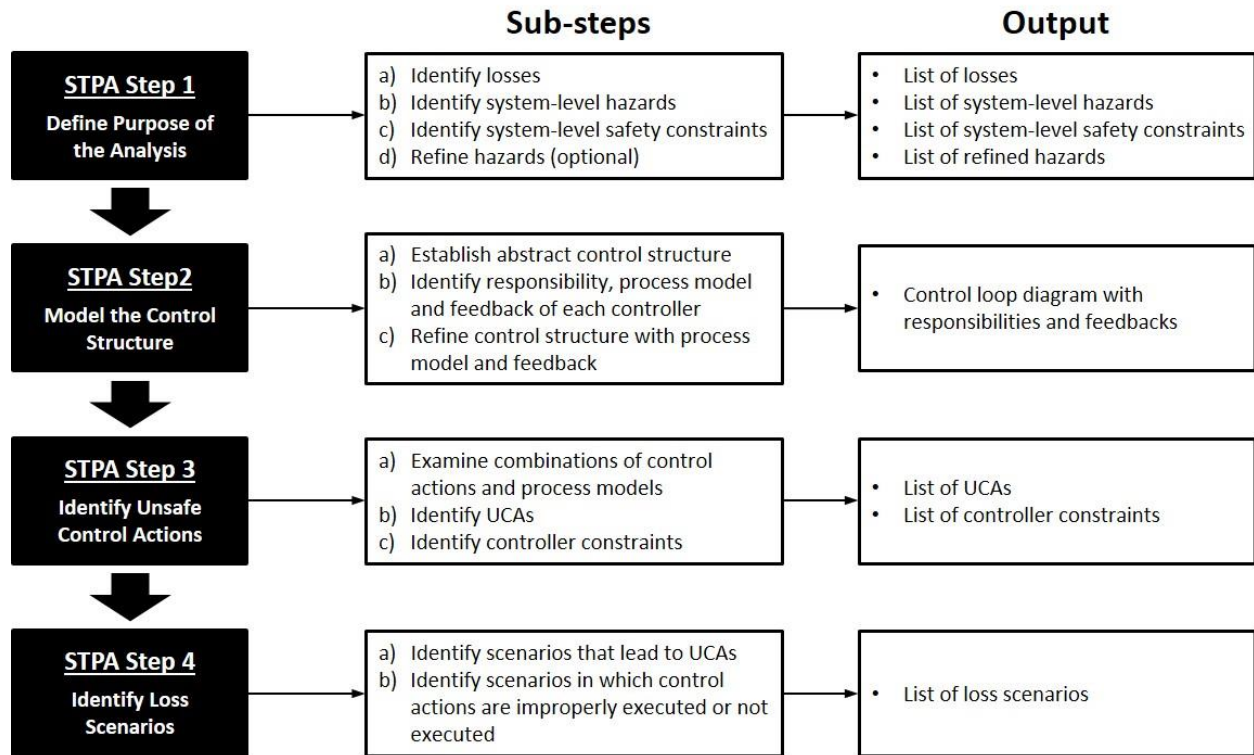 Sub-steps
Output
STPA Step 1
Define Purpose of
the Analysis
a) Identify losses
b) Identify system-level hazards
c) Identify system-level safety constraints
d) Refine hazards (optional)
• List of losses
• List of system-level hazards
• List of system-level safety constraints
• List of refined hazards
STPA Step2
Model the Control
Structure
a) Establish abstract control structure
b) Identify responsibility, process model
and feedback of each controller
c) Refine control structure with process
model and feedback
• Control loop diagram with
responsibilities and feedbacks
STPA Step 3
Identify Unsafe
Control Actions
a) Examine combinations of control
actions and process models
b) Identify UCAs
c) Identify controller constraints
• List of UCAs
• List of controller constraints
STPA Step 4
Identify Loss
Scenarios
a) Identify scenarios that lead to UCAs
b) Identify scenarios in which control
actions are improperly executed or not
executed
• List of loss scenarios